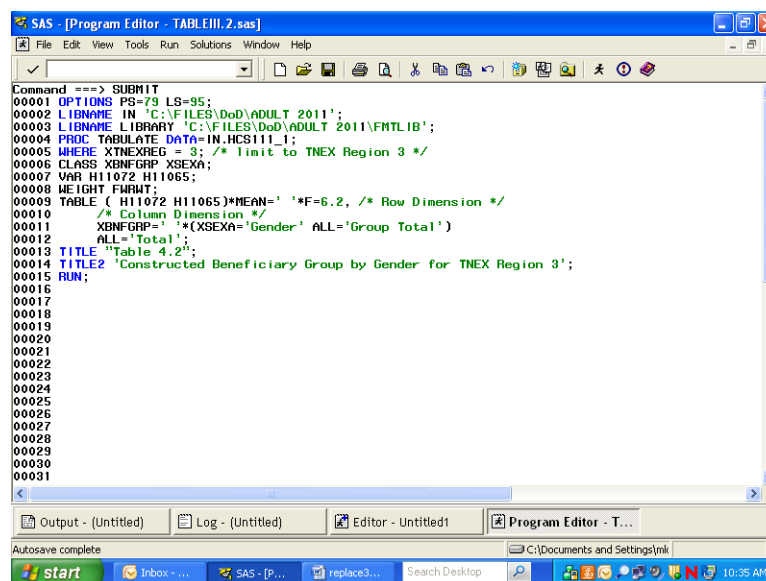 SAS - [Program Editor - TABLEIII.2.sas]
File Edit View Tools Run Solutions Window Help
Command ===> SUBMIT
00001 OPTIONS PS=79 LS=95;
00002 LIBNAME IN 'C:\FILES\DoD\ADULT 2011';
00003 LIBNAME LIBRARY 'C:\FILES\DoD\ADULT 2011\FMTLIB';
00004 PROC TABULATE DATA=IN.HCS111_1;
00005 WHERE XTNEXREG = 3; /* limit to TNEX Region 3 */
00006 CLASS XBNFGRP XSEXA;
00007 VAR H11072 H11065;
00008 WEIGHT FWRWT;
00009 TABLE ( H11072 H11065)*MEAN=' '*F=6.2, /* Row Dimension */
00010 /* Column Dimension */
00011 XBNFGRP=' '*(XSEXA='Gender' ALL='Group Total')
00012 ALL='Total';
00013 TITLE "Table 4.2";
00014 TITLE2 'Constructed Beneficiary Group by Gender for TNEX Region 3';
00015 RUN;
00016
00017
00018
00019
00020
00021
00022
00023
00024
00025
00026
00027
00028
00029
00030
00031
Output - (Untitled) Log - (Untitled) Editor - Untitled1 Program Editor - T...
Autosave complete C:\Documents and Settings\mk
start Inbox - ... SAS - [P... replace3... Search Desktop N 10:35 AM